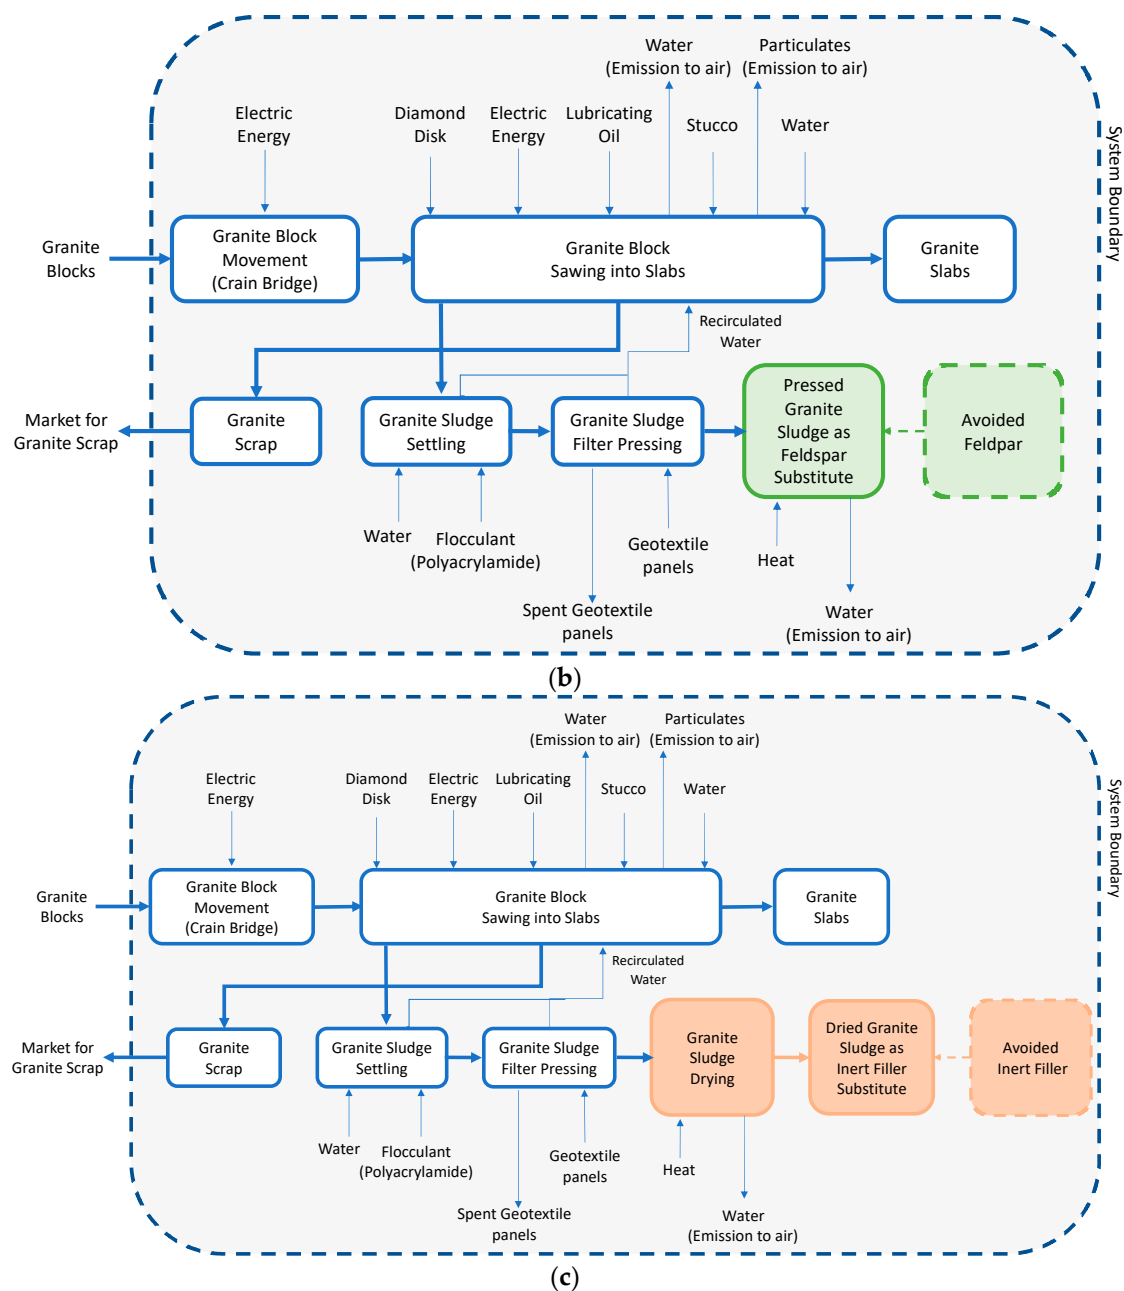 Water
(Emission to air)
Particulates
(Emission to air)
Electric
Energy
Diamond
Disk
Electric
Energy
Lubricating
Oil
Stucco
Water
System Boundary
Granite
Blocks
Granite Block
Movement
(Crain Bridge)
Granite Block
Sawing into Slabs
Granite
Slabs
Recirculated
Water
Market for
Granite Scrap
Granite
Scrap
Granite Sludge
Settling
Granite Sludge
Filter Pressing
Pressed
Granite
Sludge as
Feldspar
Substitute
Avoided
Feldpar
Water
Flocculant
(Polyacrylamide)
Geotextile
panels
Heat
Spent Geotextile
panels
Water
(Emission to air)
(b)
Water
(Emission to air)
Particulates
(Emission to air)
Electric
Energy
Diamond
Disk
Electric
Energy
Lubricating
Oil
Stucco
Water
System Boundary
Granite
Blocks
Granite Block
Movement
(Crain Bridge)
Granite Block
Sawing into Slabs
Granite
Slabs
Recirculated
Water
Market for
Granite Scrap
Granite
Scrap
Granite Sludge
Settling
Granite Sludge
Filter Pressing
Granite
Sludge
Drying
Dried Granite
Sludge as
Inert Filler
Substitute
Avoided
Inert Filler
Water
Flocculant
(Polyacrylamide)
Geotextile
panels
Heat
Spent Geotextile
panels
Water
(Emission to air)
(c)